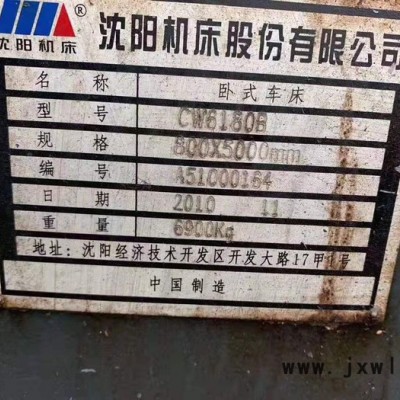 沈阳机床
®
沈阳机床股份有限公司
名 称 卧式车床
型 号 CW6180B
规 格 800X5000mm
编 号 A51000164
日 期 2010 11
重 量 6900Kg
地址:沈阳经济技术开发区开发大路17甲1号
中国制造
www.jxwl